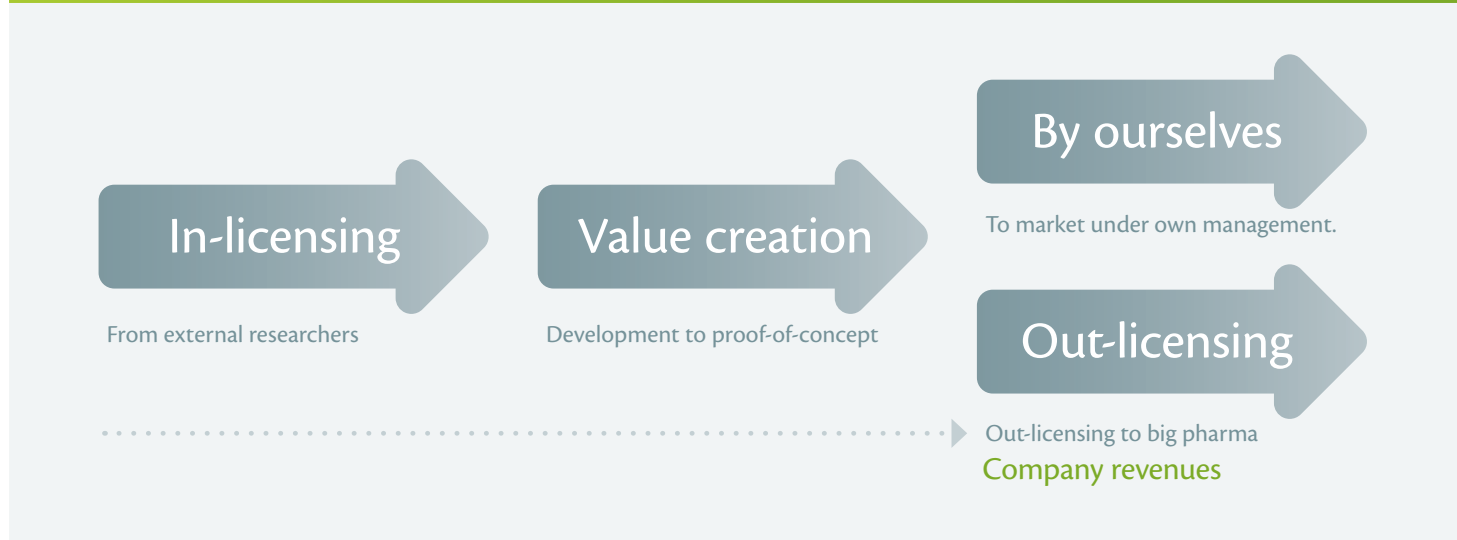 In-licensing
From external researchers
Value creation
Development to proof-of-concept
By ourselves
To market under own management.
Out-licensing
Out-licensing to big pharma
Company revenues